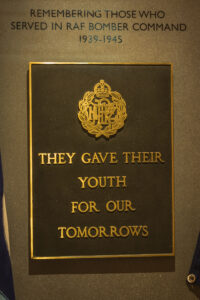 REMEMBERING THOSE WHO
SERVED IN RAF BOMBER COMMAND
1939-1945
THEY GAVE THEIR
YOUTH
FOR OUR
TOMORROWS